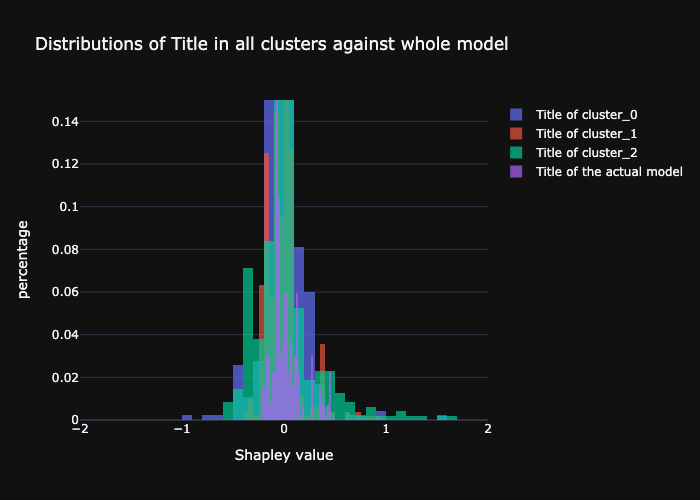 Distributions of Title in all clusters against whole model
Title of cluster_0
Title of cluster_1
Title of cluster_2
Title of the actual model
percentage
0.14
0.12
0.1
0.08
0.06
0.04
0.02
0
−2
−1
0
1
2
Shapley value